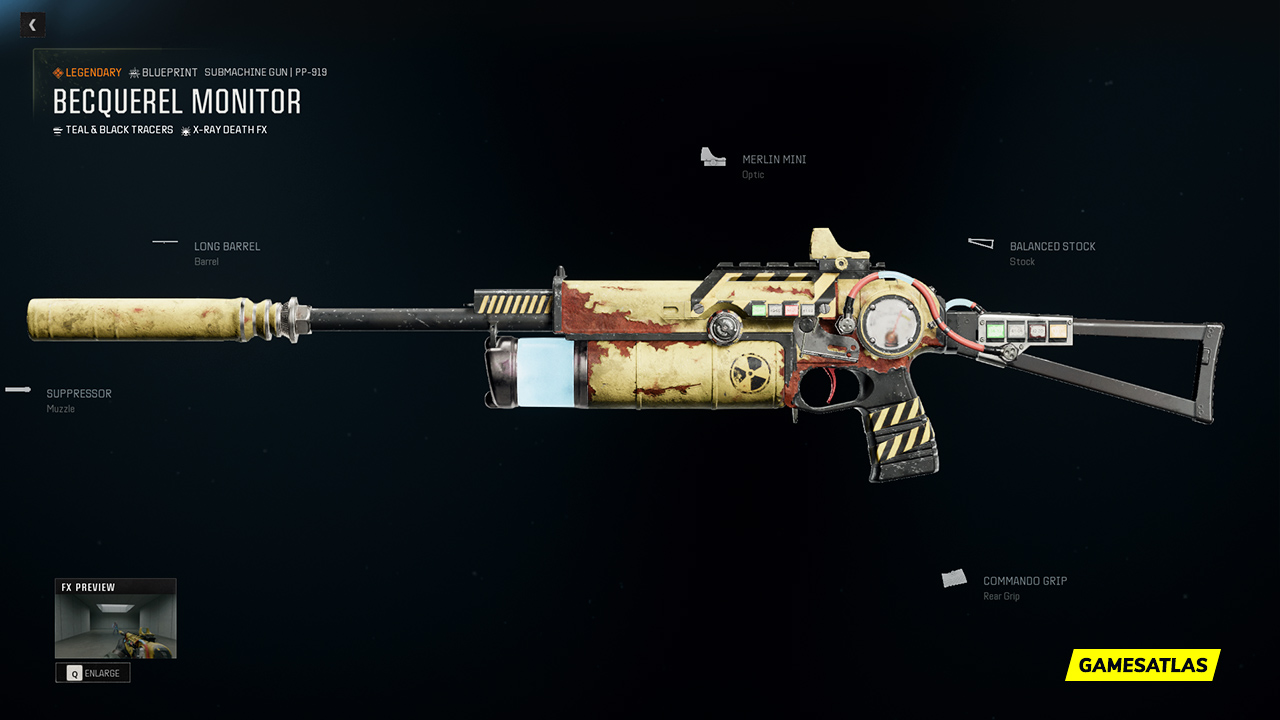 LEGENDARY BLUEPRINT SUBMACHINE GUN | PP-919
BECQUEREL MONITOR
TEAL & BLACK TRACERS X-RAY DEATH FX
MERLIN MINI
Optic
LONG BARREL
Barrel
BALANCED STOCK
Stock
SUPPRESSOR
Muzzle
COMMANDO GRIP
Rear Grip
FX PREVIEW
Q ENLARGE
GAMESATLAS